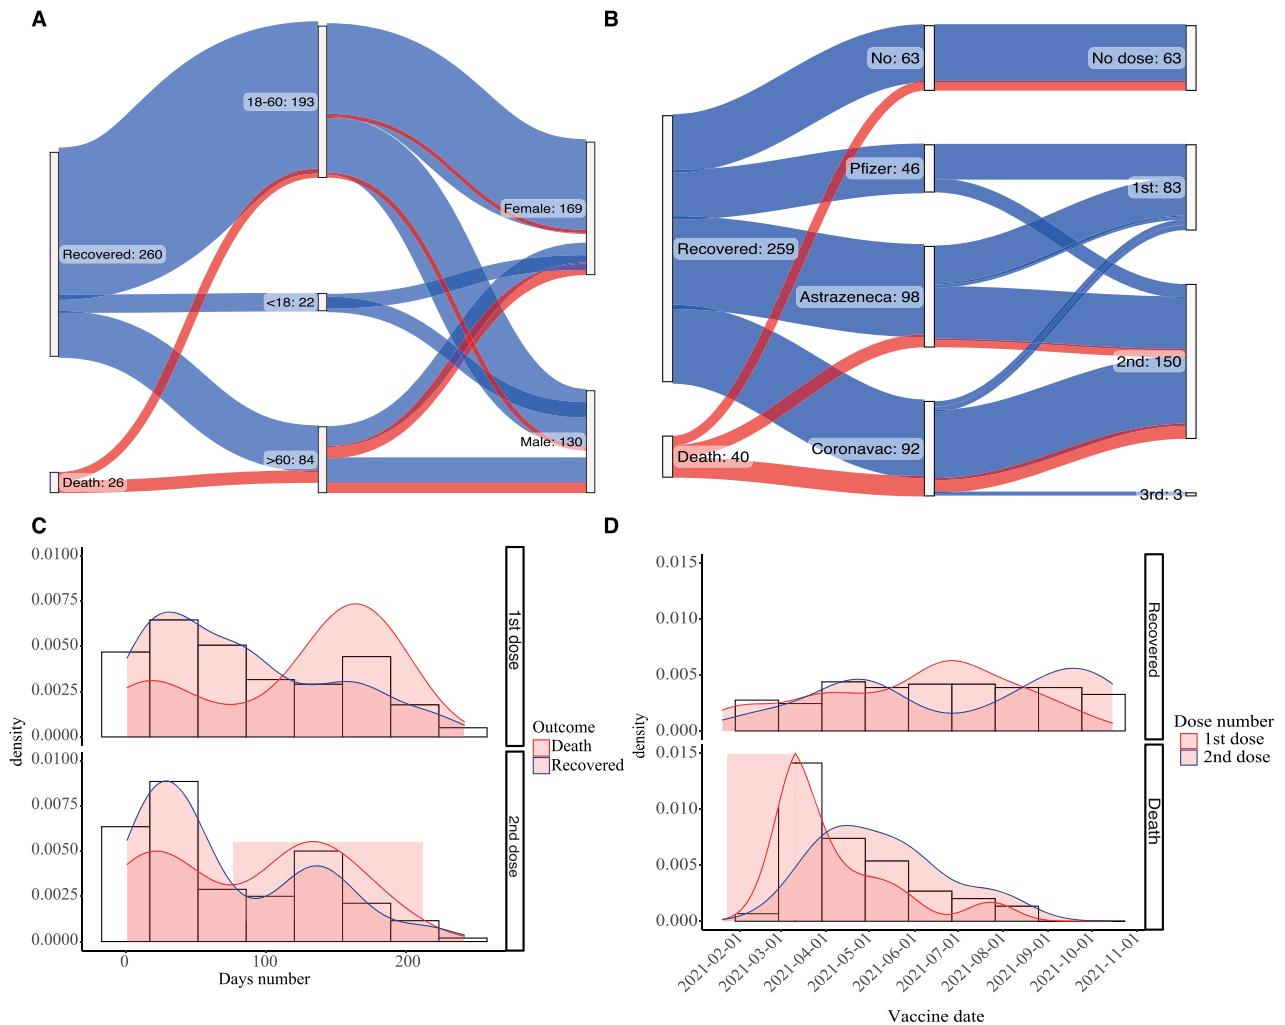 A
18-60: 193
Female: 169
Recovered: 260
<18: 22
Male: 130
>60: 84
Death: 26
B
No: 63
No dose: 63
Pfizer: 46
1st: 83
Recovered: 259
Astrazeneca: 98
2nd: 150
Coronavac: 92
Death: 40
3rd: 3
C
0.0100
0.0075
0.0050
0.0025
0.0000
1st dose
0.0100
0.0075
0.0050
0.0025
0.0000
2nd dose
density
0
100
200
Days number
Outcome
Death
Recovered
D
0.015
0.010
0.005
0.000
Recovered
0.015
0.010
0.005
0.000
Death
density
2021-02-01
2021-03-01
2021-04-01
2021-05-01
2021-06-01
2021-07-01
2021-08-01
2021-09-01
2021-10-01
2021-11-01
Vaccine date
Dose number
1st dose
2nd dose